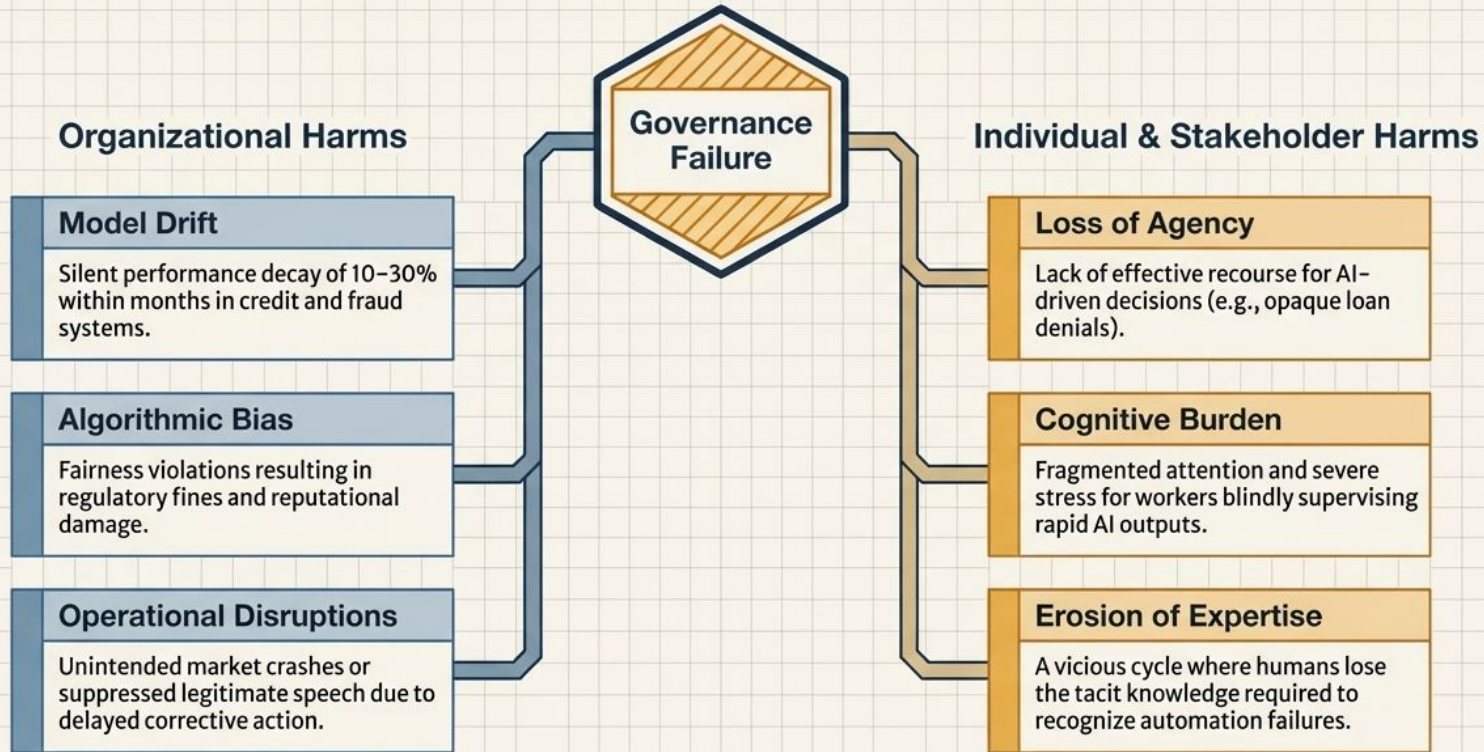 Governance
Failure
Organizational Harms
Model Drift
Silent performance decay of 10–30%
within months in credit and fraud
systems.
Algorithmic Bias
Fairness violations resulting in
regulatory fines and reputational
damage.
Operational Disruptions
Unintended market crashes or
suppressed legitimate speech due to
delayed corrective action.
Individual & Stakeholder Harms
Loss of Agency
Lack of effective recourse for AI-
driven decisions (e.g., opaque loan
denials).
Cognitive Burden
Fragmented attention and severe
stress for workers blindly supervising
rapid AI outputs.
Erosion of Expertise
A vicious cycle where humans lose
the tacit knowledge required to
recognize automation failures.